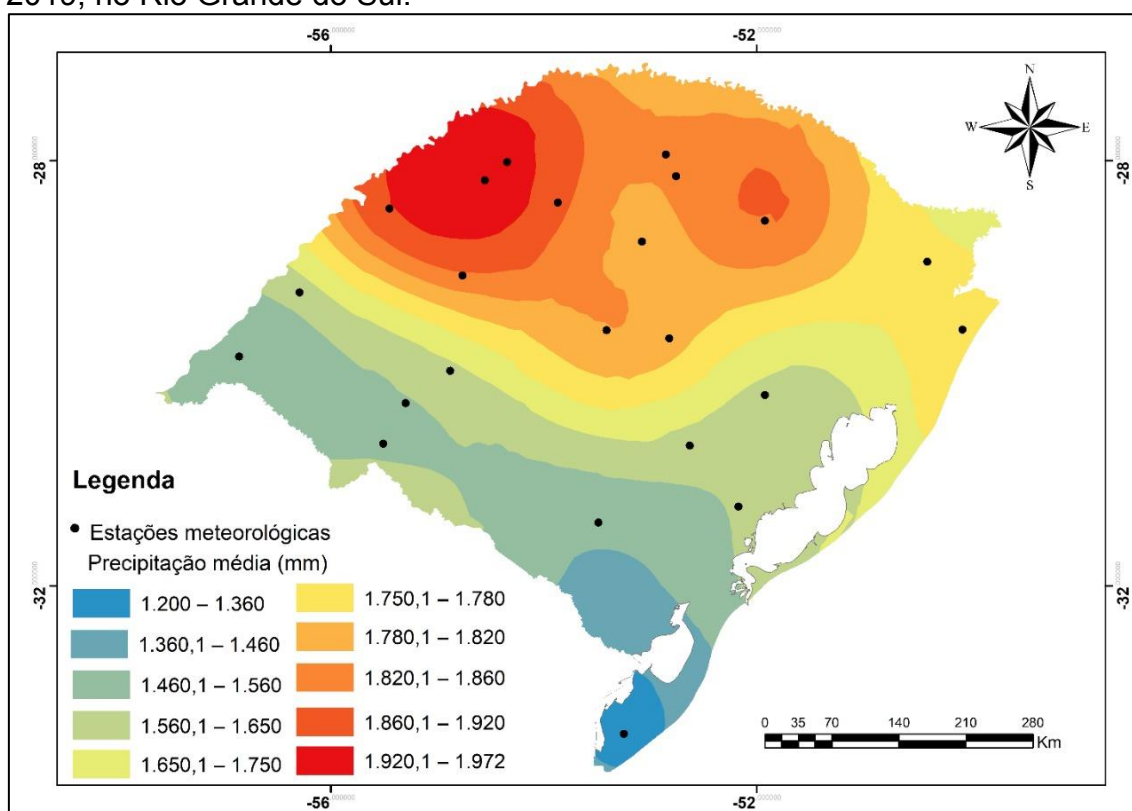 2019, no Rio Grande do Sul.
-56
-52
N
W
E
S
-28
-28
Legenda
Estações meteorológicas
Precipitação média (mm)
1.200 – 1.360
1.360,1 – 1.460
1.460,1 – 1.560
1.560,1 – 1.650
1.650,1 – 1.750
1.750,1 – 1.780
1.780,1 – 1.820
1.820,1 – 1.860
1.860,1 – 1.920
1.920,1 – 1.972
-32
-32
0 35 70 140 210 280
Km
-56
-52